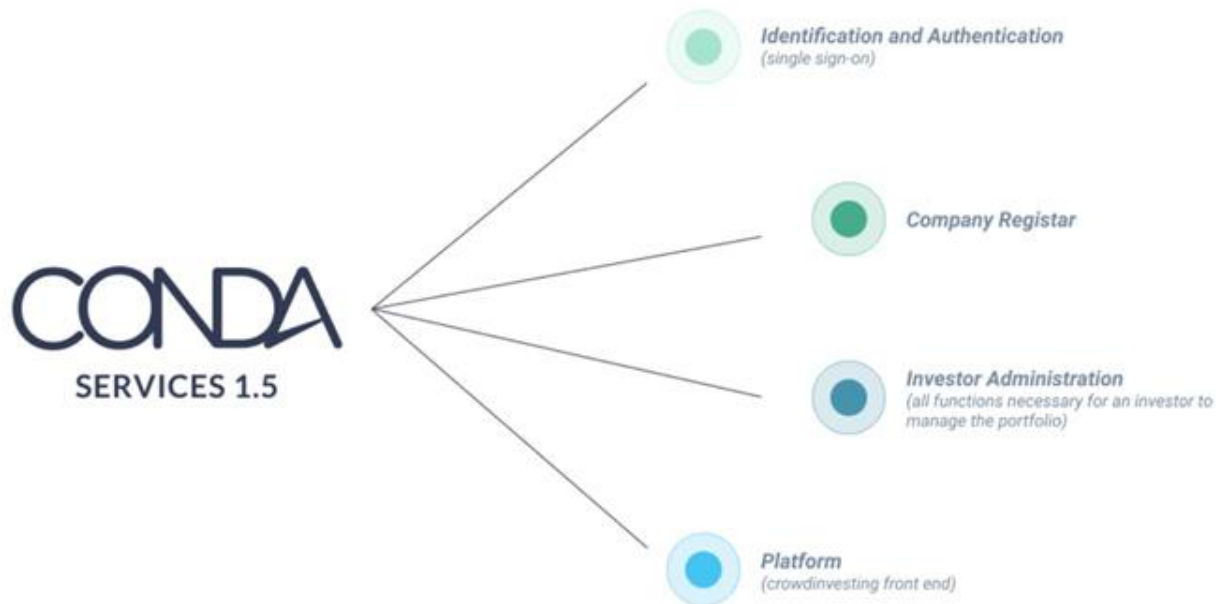 Identification and Authentication
(single sign-on)
Company Registar
CONDA
SERVICES 1.5
Investor Administration
(all functions necessary for an investor to
manage the portfolio)
Platform
(crowdinvesting front end)